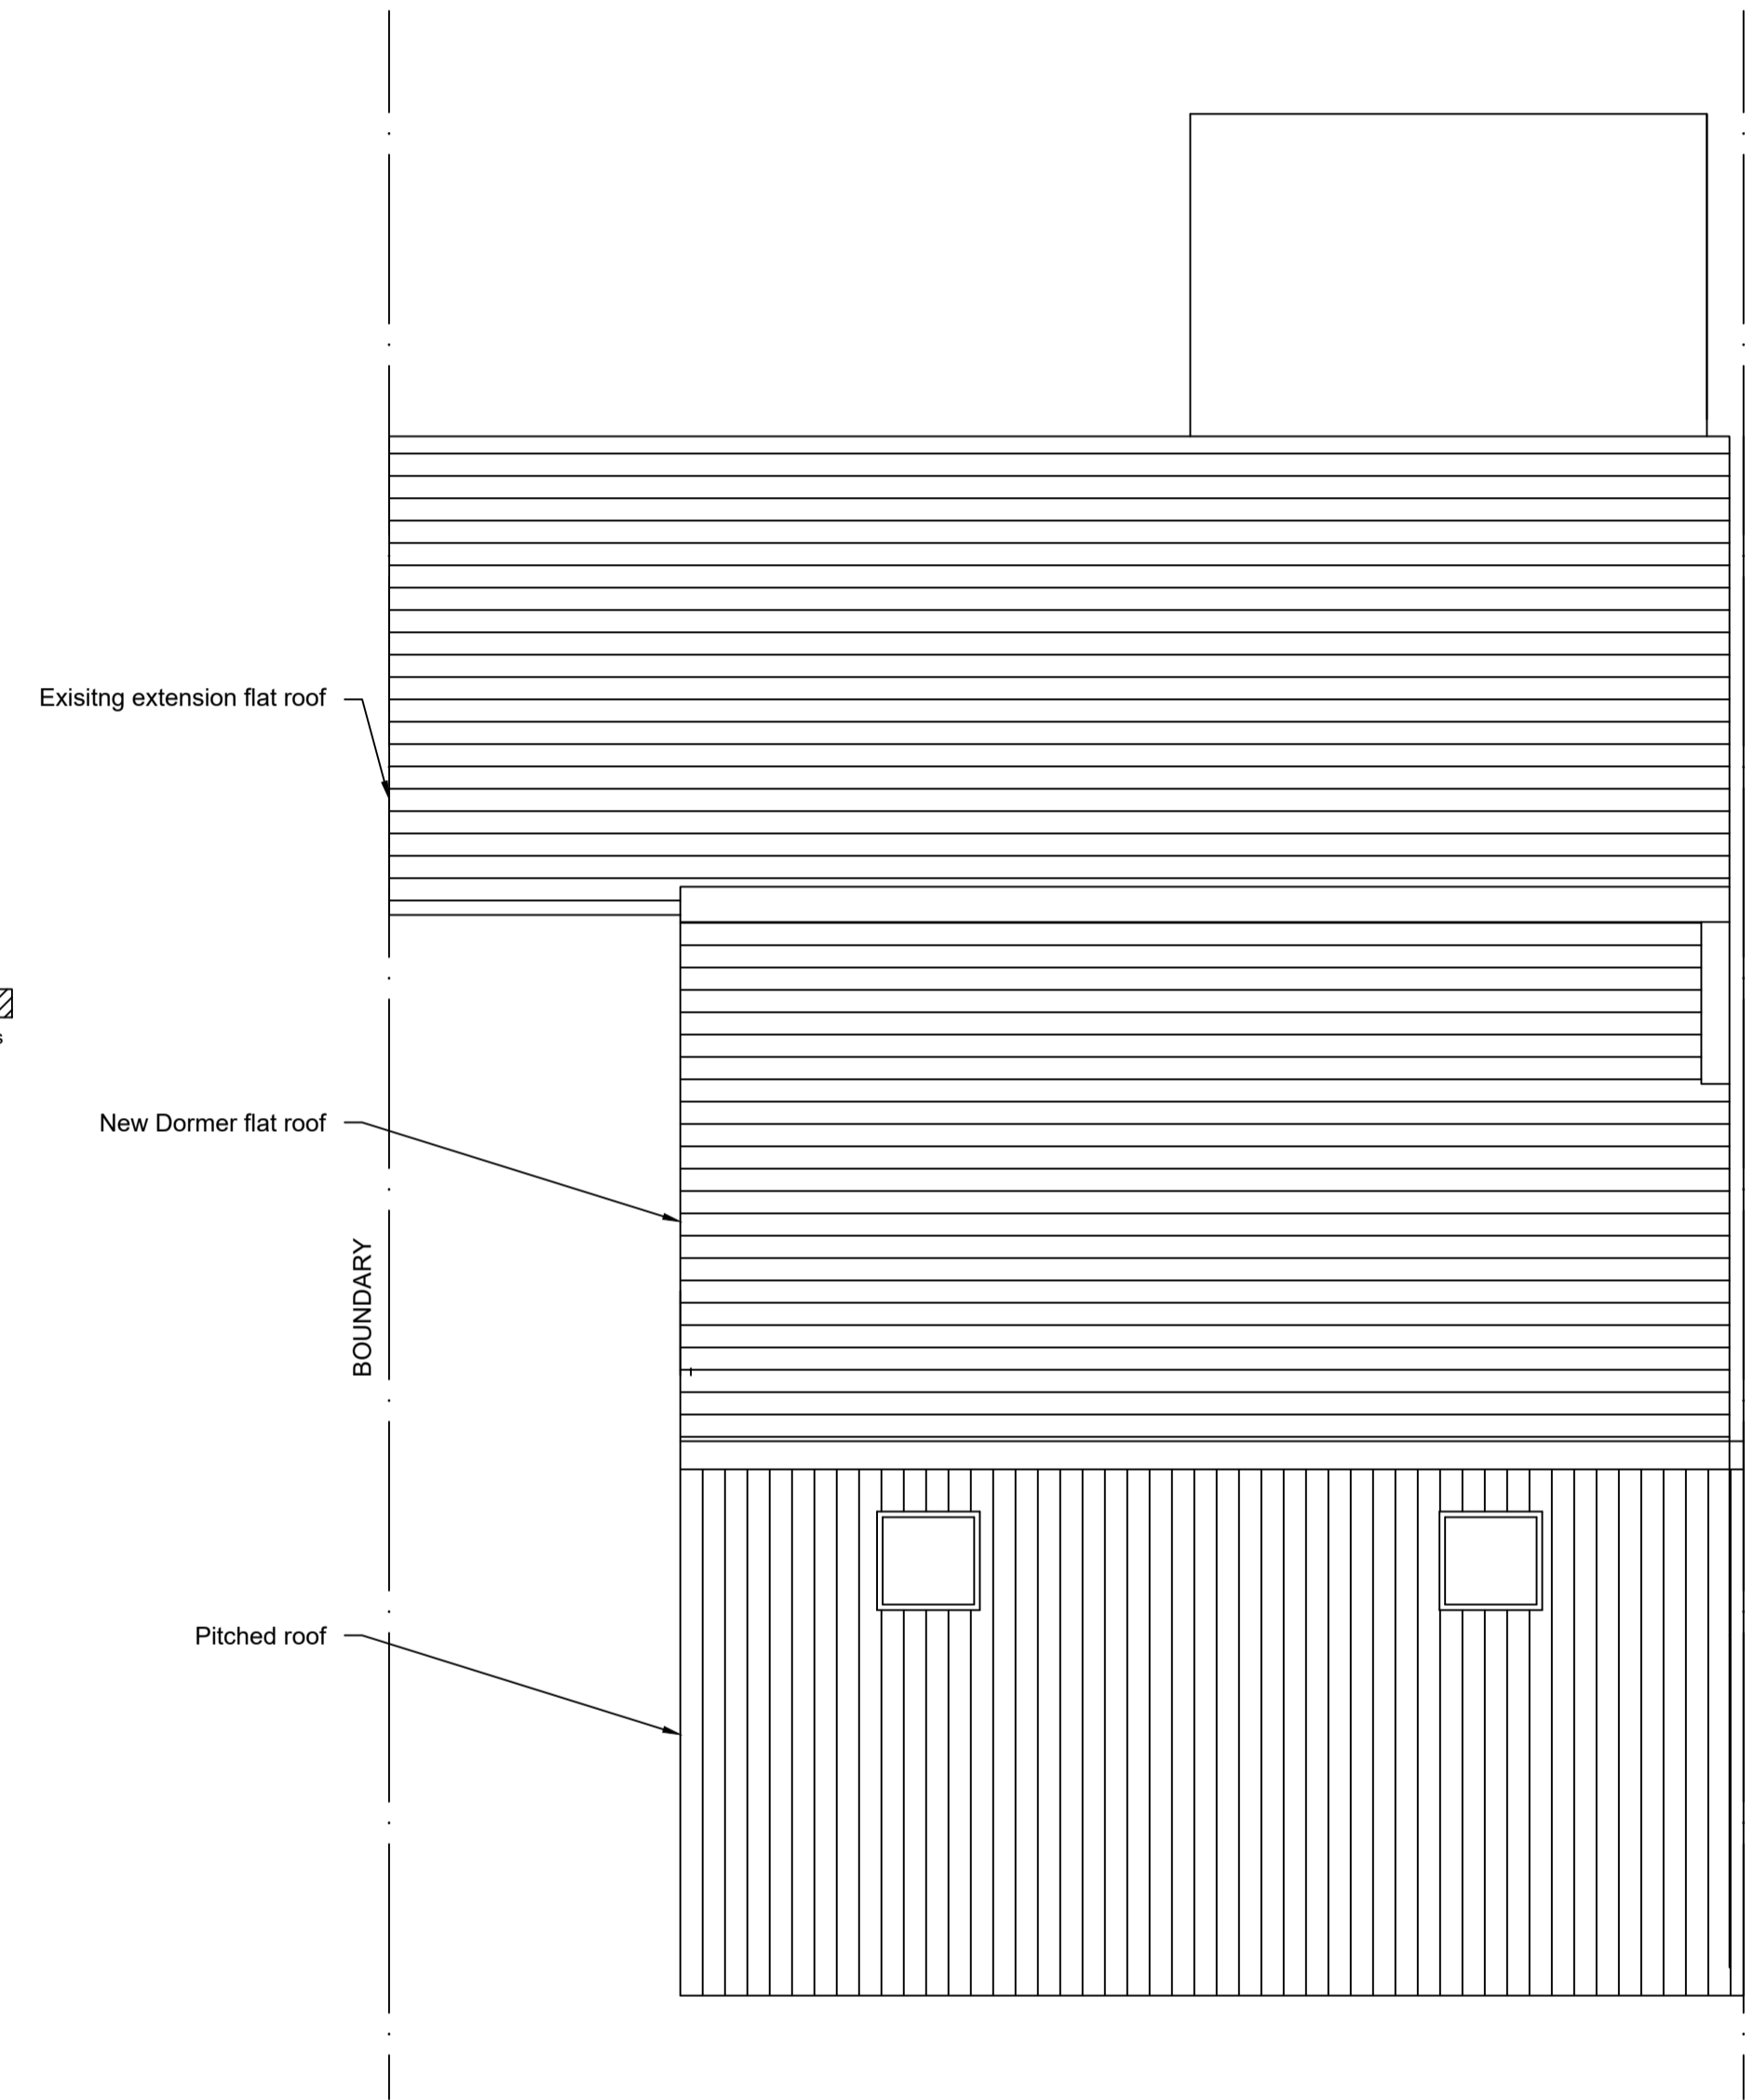 Exisitng extension flat roof
s
New Dormer flat roof
BOUNDARY
Pitched roof